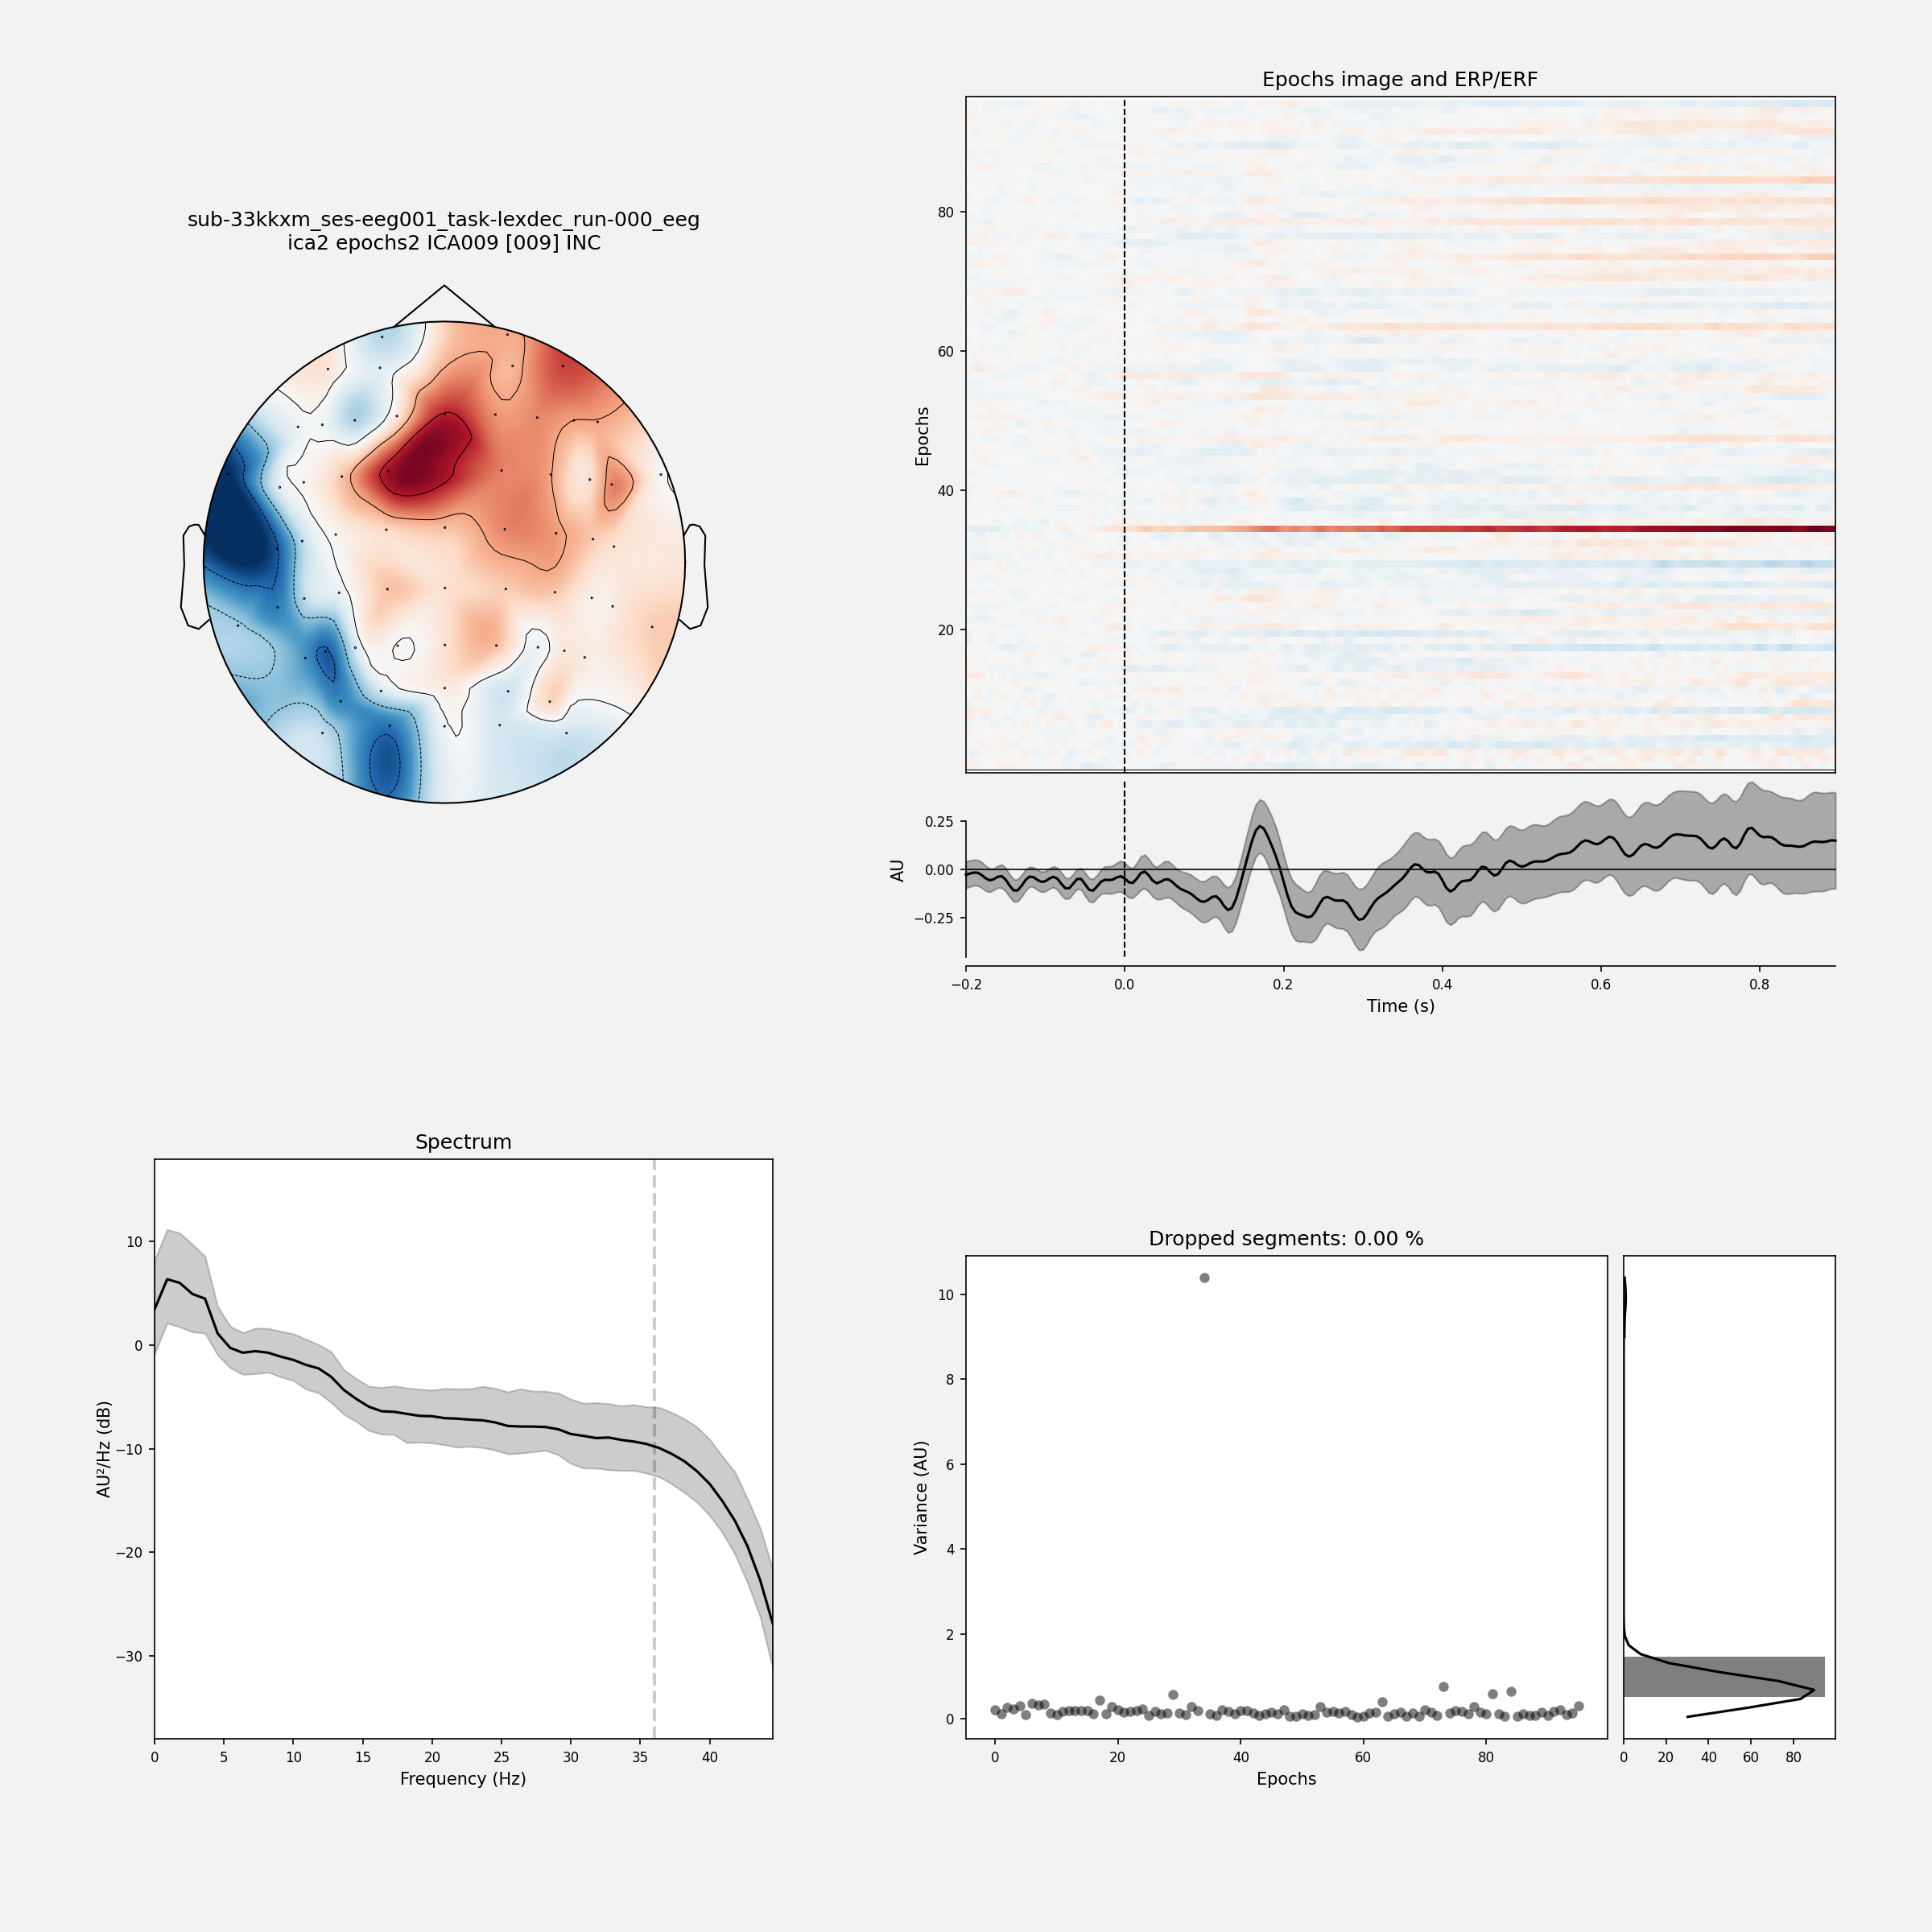 sub-33kkxm_ses-eeg001_task-lexdec_run-000_eeg
ica2 epochs2 ICA009 [009] INC
Epochs image and ERP/ERF
80
60
40
20
Epochs
0.25
0.00
−0.25
AU
−0.2 0.0 0.2 0.4 0.6 0.8
Time (s)
Spectrum
10
0
−10
−20
−30
AU²/Hz (dB)
0 5 10 15 20 25 30 35 40
Frequency (Hz)
Dropped segments: 0.00 %
10
8
6
4
2
0
Variance (AU)
0 20 40 60 80
Epochs
0 20 40 60 80